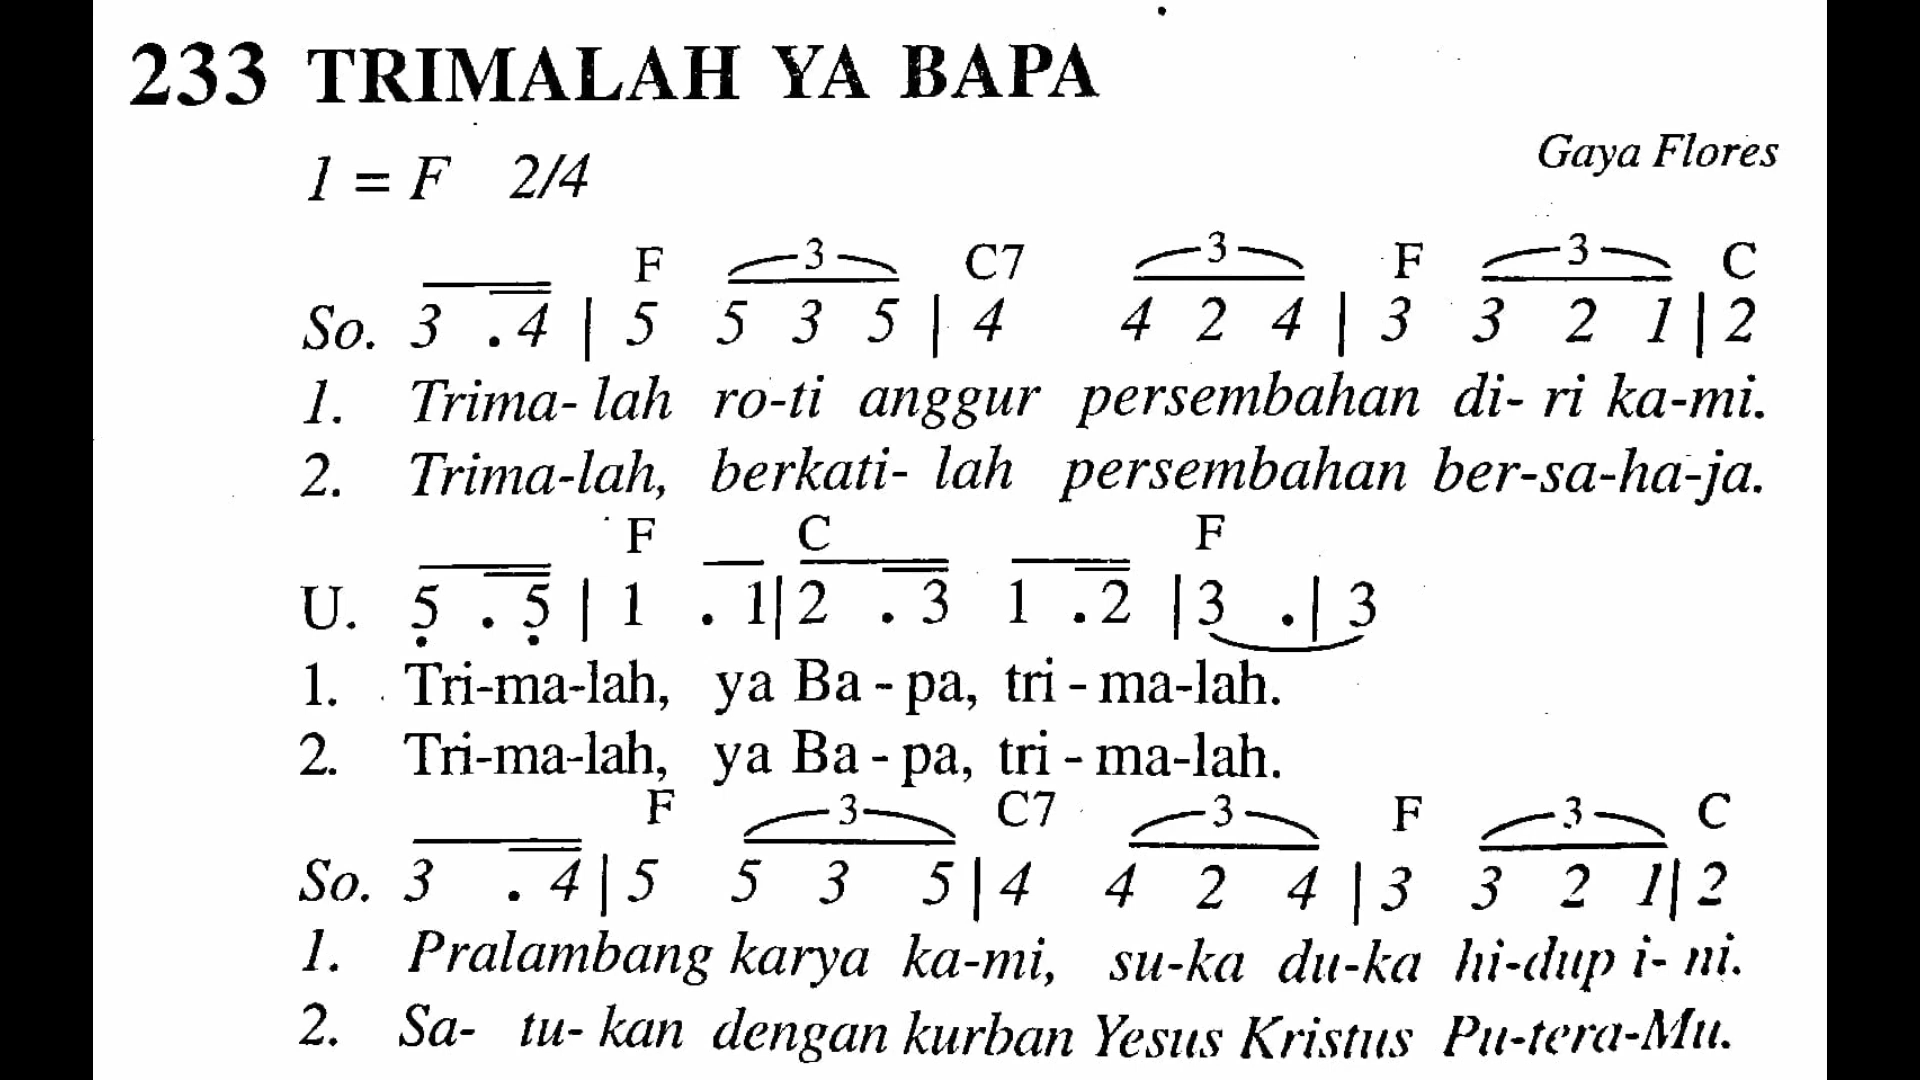 233 TRIMALAH YA BAPA
Gaya Flores
1 = F 2/4
F 3 C7 3 F 3 C
So. 3 .4 | 5 5 3 5 | 4 4 2 4 | 3 3 2 1 | 2
1. Trima- lah ro-ti anggur persembahan di- ri ka-mi.
2. Trima-lah, berkati- lah persembahan ber-sa-ha-ja.
F C F
U. 5̣ . 5̣ | 1 . 1 | 2 . 3 1 . 2 | 3 . | 3
1. Tri-ma-lah, ya Ba - pa, tri - ma-lah.
2. Tri-ma-lah, ya Ba - pa, tri - ma-lah.
F 3 C7 3 F 3 C
So. 3 . 4 | 5 5 3 5 | 4 4 2 4 | 3 3 2 1 | 2
1. Pralambang karya ka-mi, su-ka du-ka hi-dup i- ni.
2. Sa- tu- kan dengan kurban Yesus Kristus Pu-tera-Mu.